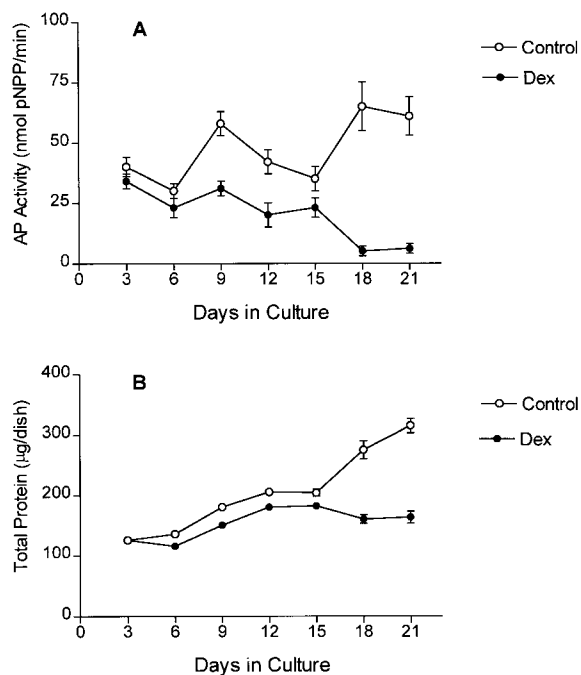 A
AP Activity (nmol pNPP/min)
100
75
50
25
0
0 3 6 9 12 15 18 21
Days in Culture
Control
Dex
B
Total Protein (μg/dish)
400
300
200
100
0
0 3 6 9 12 15 18 21
Days in Culture
Control
Dex